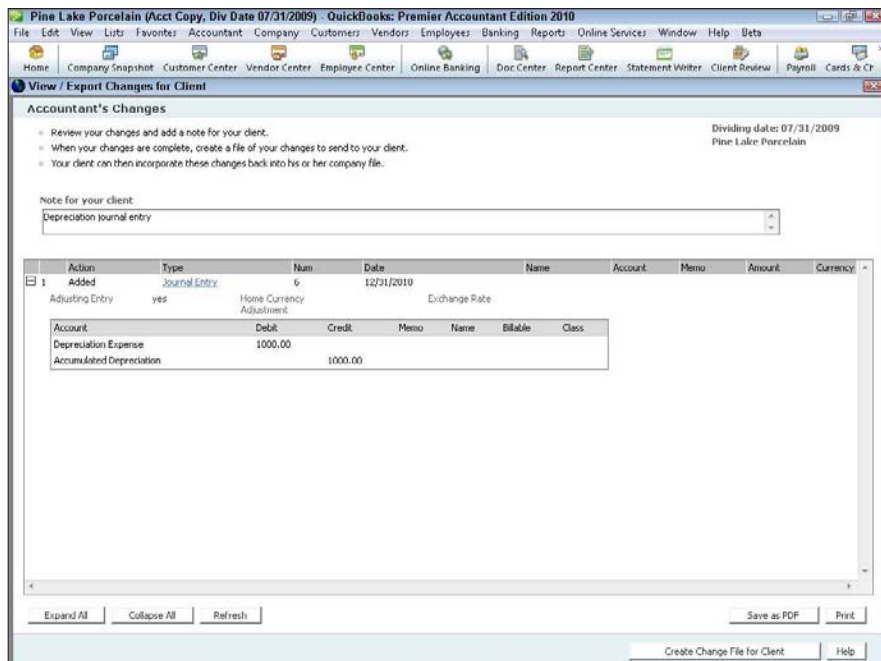 Pine Lake Porcelain (Acct Copy, Div Date 07/31/2009) - QuickBooks: Premier Accountant Edition 2010
File Edit View Lists Favorites Accountant Company Customers Vendors Employees Banking Reports Online Services Window Help Beta
Home Company Snapshot Customer Center Vendor Center Employee Center Online Banking Doc Center Report Center Statement Writer Client Review Payroll Cards & Ch
View / Export Changes for Client
Accountant's Changes
Review your changes and add a note for your client.
When your changes are complete, create a file of your changes to send to your client.
Your client can then incorporate these changes back into his or her company file.
Dividing date: 07/31/2009
Pine Lake Porcelain
Note for your client
Depreciation journal entry
Action Type Num Date Name Account Memo Amount Currency
1 Added Journal Entry 6 12/31/2010
Adjusting Entry yes Home Currency Adjustment Exchange Rate
Account Debit Credit Memo Name Billable Class
Depreciation Expense 1000.00
Accumulated Depreciation 1000.00
Expand All Collapse All Refresh Save as PDF Print
Create Change File for Client Help